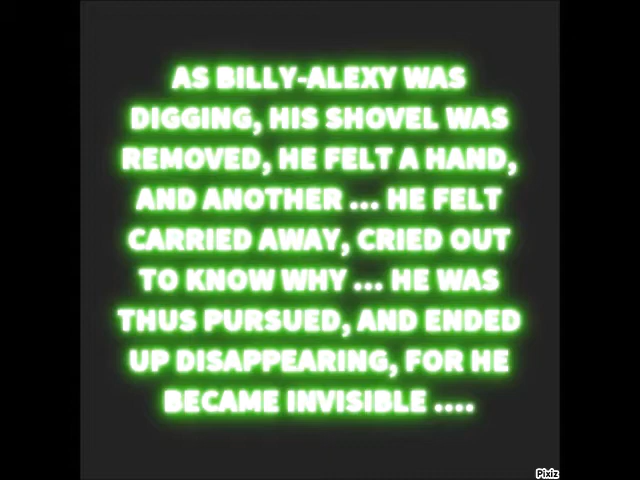 AS BILLY-ALEXY WAS
DIGGING, HIS SHOVEL WAS
REMOVED, HE FELT A HAND,
AND ANOTHER ... HE FELT
CARRIED AWAY, CRIED OUT
TO KNOW WHY ... HE WAS
THUS PURSUED, AND ENDED
UP DISAPPEARING, FOR HE
BECAME INVISIBLE ....
Pixiz